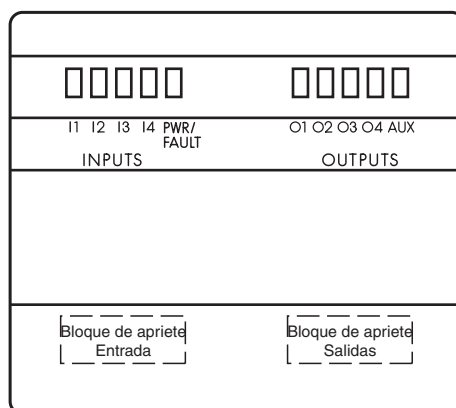 I1 I2 I3 I4 PWR/
FAULT
O1 O2 O3 O4 AUX
INPUTS
OUTPUTS
Bloque de apriete
Entrada
Bloque de apriete
Salidas